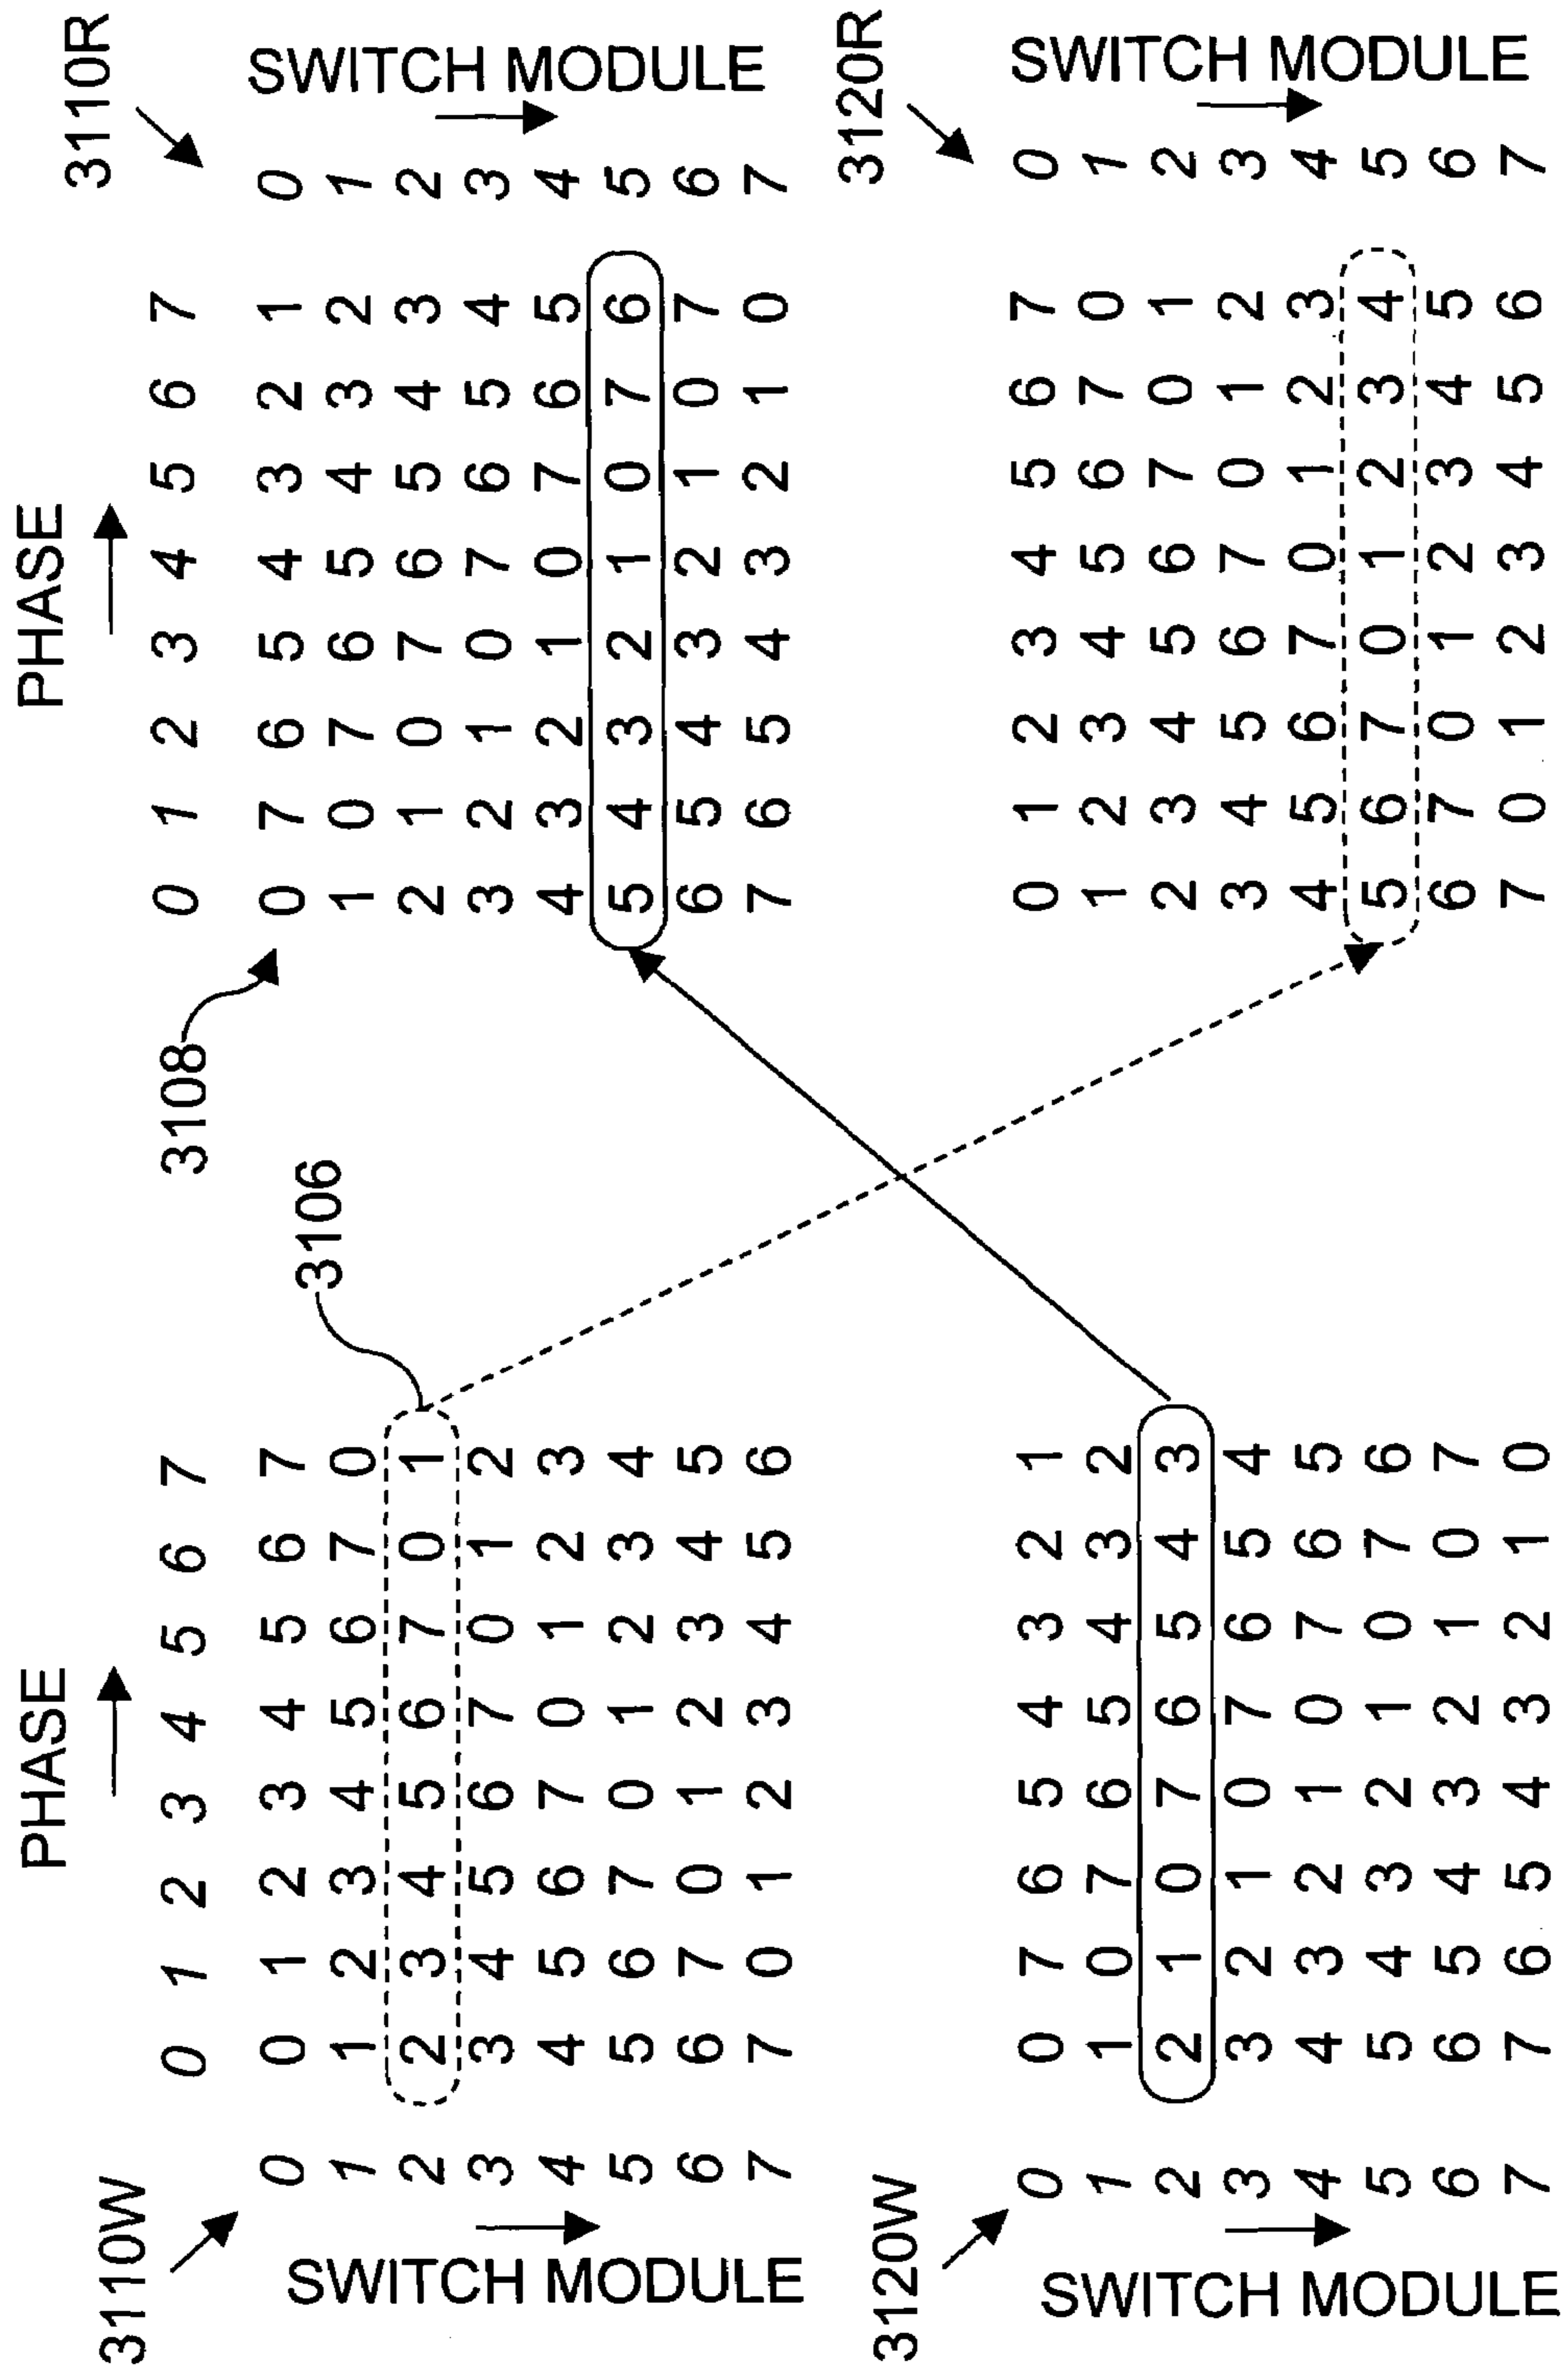 PHASE
0 1 2 3 4 5 6 7
3110W
SWITCH MODULE
0 0 1 2 3 4 5 6 7
1 1 2 3 4 5 6 7 0
2 2 3 4 5 6 7 0 1
3 3 4 5 6 7 0 1 2
4 4 5 6 7 0 1 2 3
5 5 6 7 0 1 2 3 4
6 6 7 0 1 2 3 4 5
7 7 0 1 2 3 4 5 6
3106
3108
PHASE
0 1 2 3 4 5 6 7
3110R
SWITCH MODULE
0 7 6 5 4 3 2 1 0
1 0 7 6 5 4 3 2 1
2 1 0 7 6 5 4 3 2
3 2 1 0 7 6 5 4 3
4 3 2 1 0 7 6 5 4
5 4 3 2 1 0 7 6 5
6 5 4 3 2 1 0 7 6
7 6 5 4 3 2 1 0 7
3120W
SWITCH MODULE
0 0 7 6 5 4 3 2 1
1 1 0 7 6 5 4 3 2
2 2 1 0 7 6 5 4 3
3 3 2 1 0 7 6 5 4
4 4 3 2 1 0 7 6 5
5 5 4 3 2 1 0 7 6
6 6 5 4 3 2 1 0 7
7 7 6 5 4 3 2 1 0
3120R
SWITCH MODULE
0 1 2 3 4 5 6 7 0
1 2 3 4 5 6 7 0 1
2 3 4 5 6 7 0 1 2
3 4 5 6 7 0 1 2 3
4 5 6 7 0 1 2 3 4
5 6 7 0 1 2 3 4 5
6 7 0 1 2 3 4 5 6
7 0 1 2 3 4 5 6 7